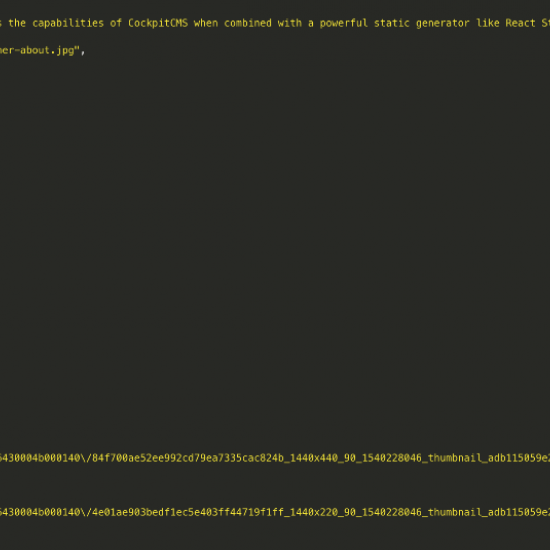 s the capabilities of CockpitCMS when combined with a powerful static generator like React St
ner-about.jpg",
6430004b000140\/84f700ae52ee992cd79ea7335cac824b_1440x440_90_1540228046_thumbnail_adb115059e2
6430004b000140\/4e01ae903bedf1ec5e403ff44719f1ff_1440x220_90_1540228046_thumbnail_adb115059e2